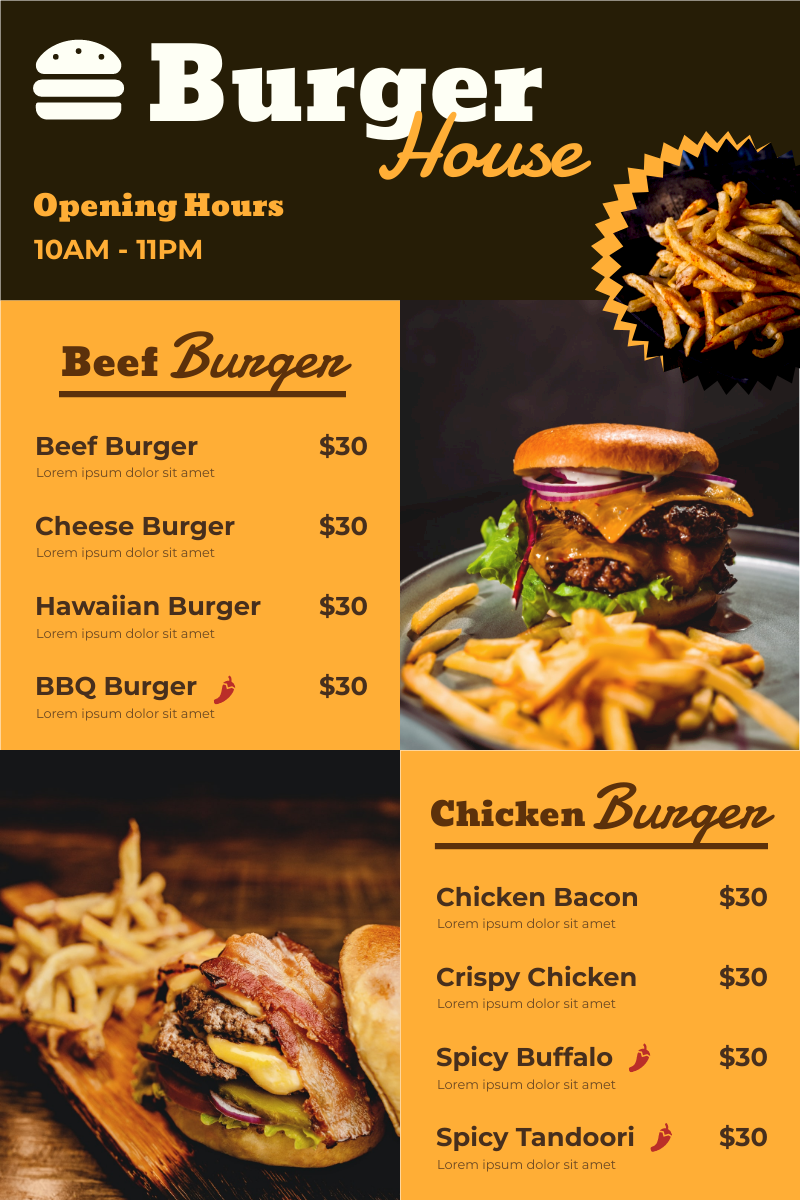 Burger
House
Opening Hours
10AM - 11PM
Beef Burger
Beef Burger $30
Lorem ipsum dolor sit amet
Cheese Burger $30
Lorem ipsum dolor sit amet
Hawaiian Burger $30
Lorem ipsum dolor sit amet
BBQ Burger $30
Lorem ipsum dolor sit amet
Chicken Burger
Chicken Bacon $30
Lorem ipsum dolor sit amet
Crispy Chicken $30
Lorem ipsum dolor sit amet
Spicy Buffalo $30
Lorem ipsum dolor sit amet
Spicy Tandoori $30
Lorem ipsum dolor sit amet